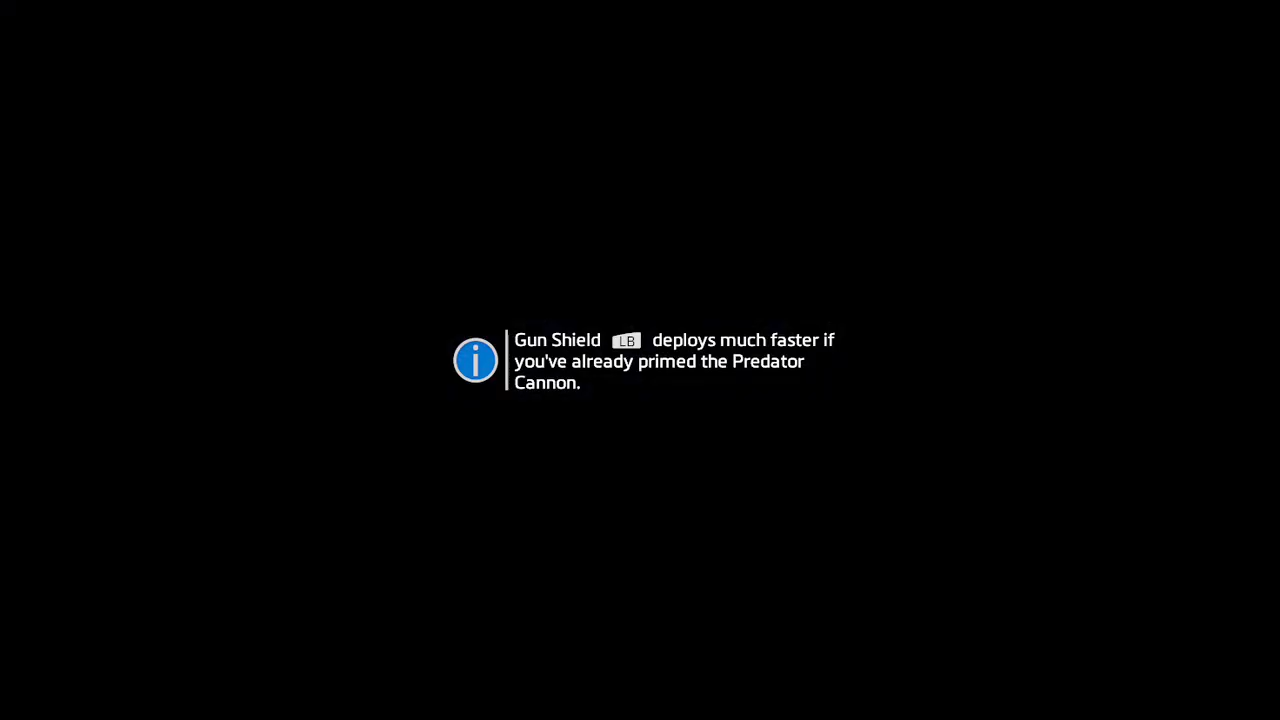 Gun Shield LB deploys much faster if
you've already primed the Predator
Cannon.